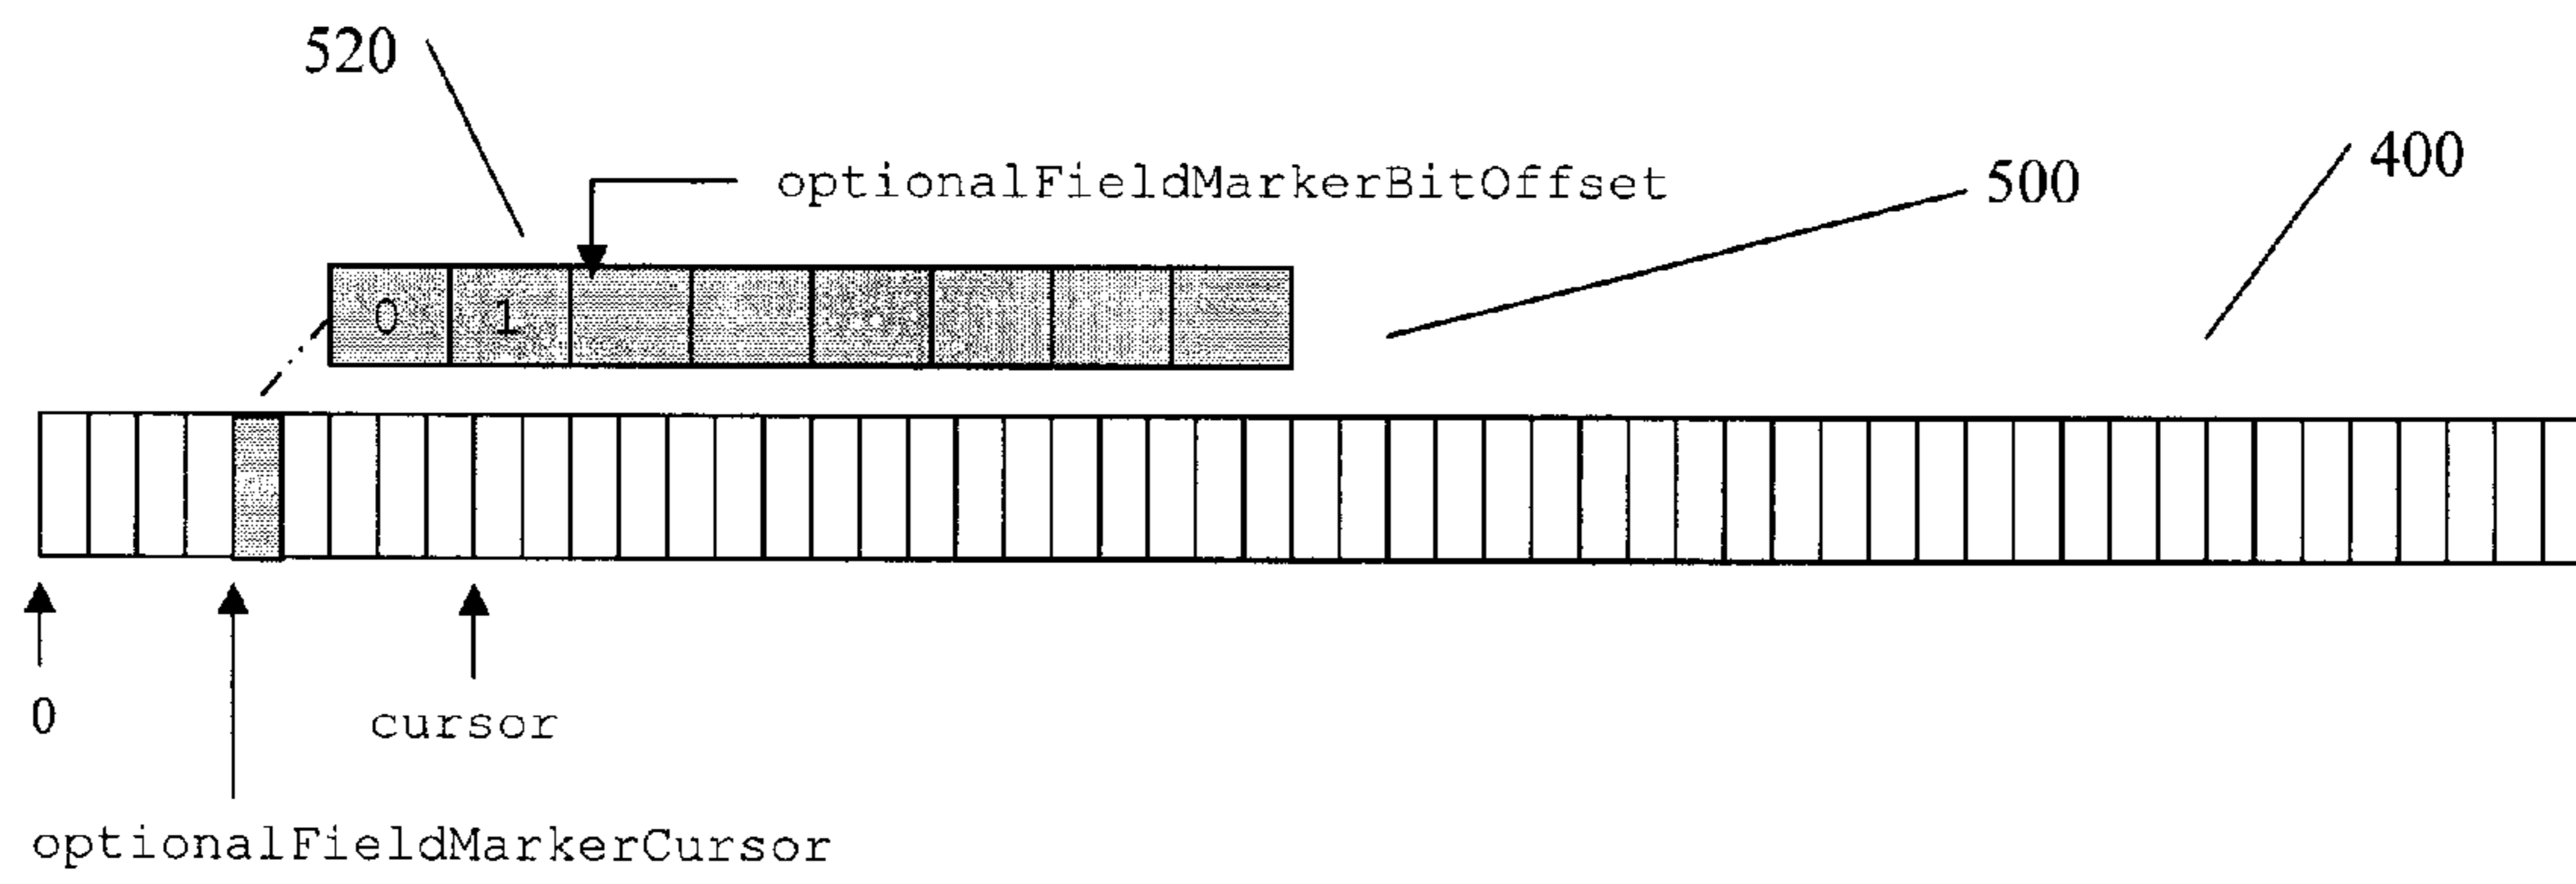 520
400
optionalFieldMarkerBitOffset
500
0 1
0
cursor
optionalFieldMarkerCursor